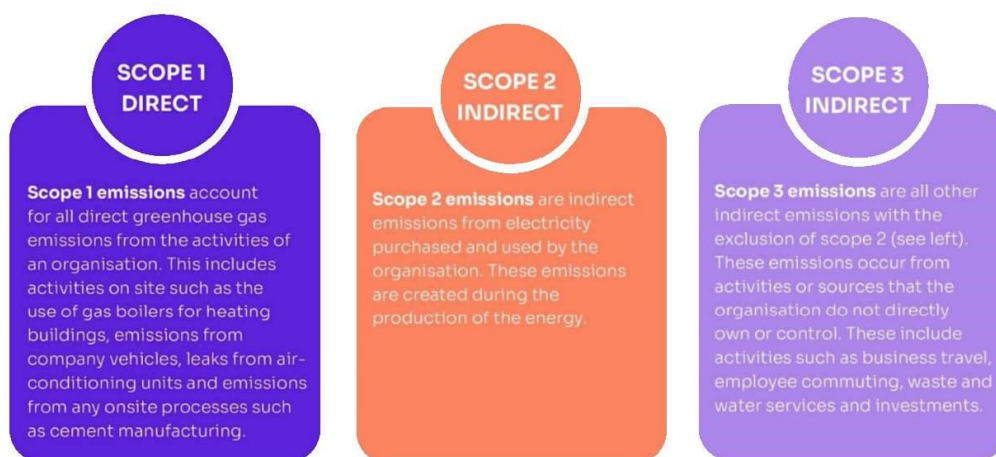 SCOPE 1
DIRECT
Scope 1 emissions account
for all direct greenhouse gas
emissions from the activities of
an organisation. This includes
activities on site such as the
use of gas boilers for heating
buildings, emissions from
company vehicles, leaks from air-
conditioning units and emissions
from any onsite processes such
as cement manufacturing.
SCOPE 2
INDIRECT
Scope 2 emissions are indirect
emissions from electricity
purchased and used by the
organisation. These emissions
are created during the
production of the energy.
SCOPE 3
INDIRECT
Scope 3 emissions are all other
indirect emissions with the
exclusion of scope 2 (see left).
These emissions occur from
activities or sources that the
organisation do not directly
own or control. These include
activities such as business travel,
employee commuting, waste and
water services and investments.